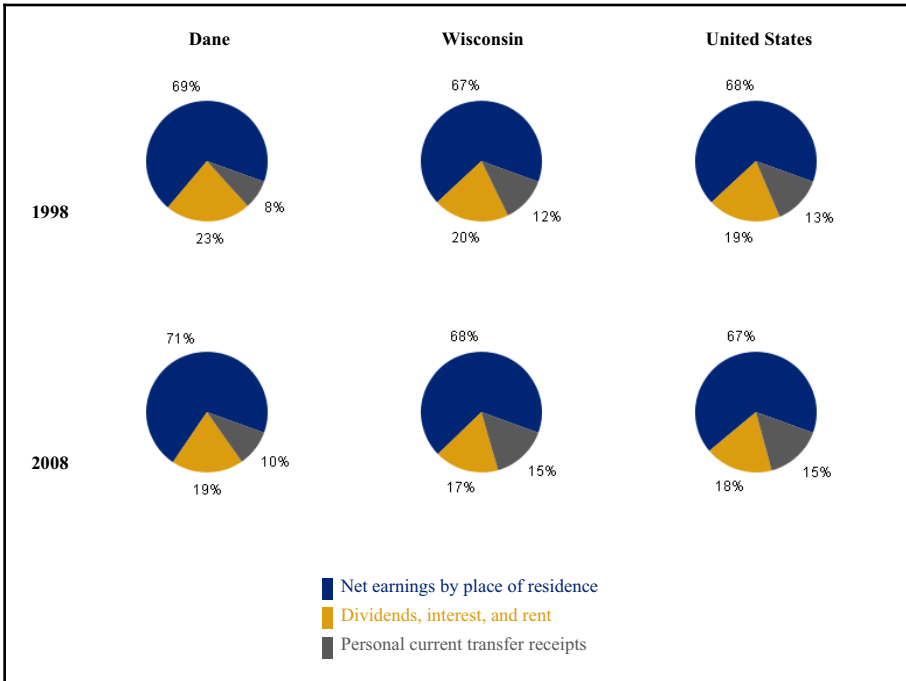 Dane Wisconsin United States
69% 67% 68%
1998
8% 12% 13%
23% 20% 19%
71% 68% 67%
2008
10% 15% 15%
19% 17% 18%
Net earnings by place of residence
Dividends, interest, and rent
Personal current transfer receipts